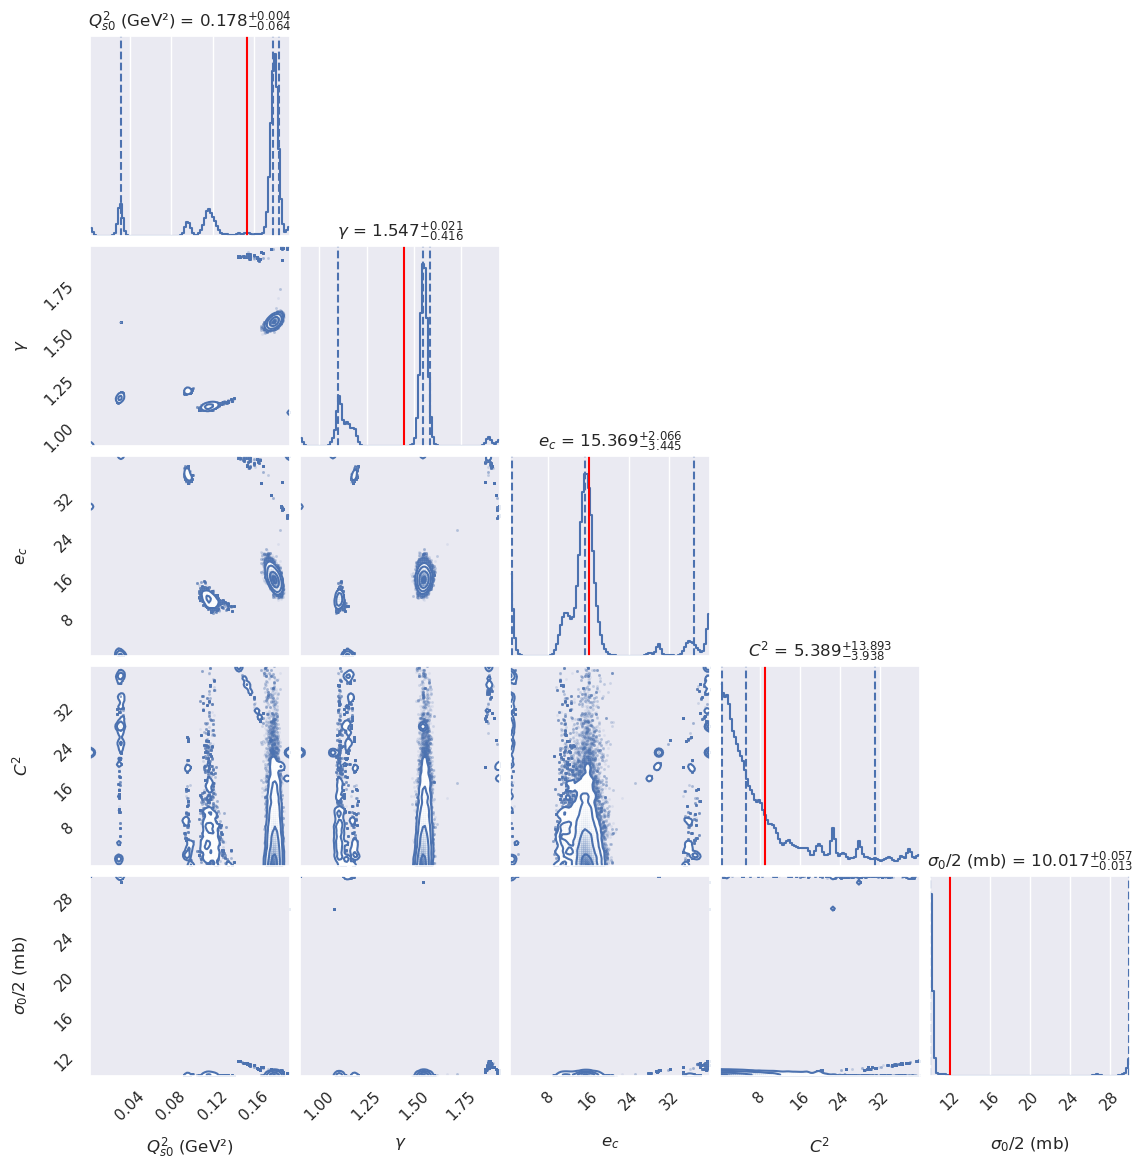 Q²s0 (GeV²) = 0.178+0.004−0.064
γ = 1.547+0.021−0.416
1.75
1.50
1.25
1.00
γ
ec = 15.369+2.066−3.445
32
24
16
8
ec
C² = 5.389+13.893−3.938
32
24
16
8
C²
σ0/2 (mb) = 10.017+0.057−0.013
28
24
20
16
12
σ0/2 (mb)
0.04 0.08 0.12 0.16 1.00 1.25 1.50 1.75 8 16 24 32 8 16 24 32 12 16 20 24 28
Q²s0 (GeV²) γ ec C² σ0/2 (mb)